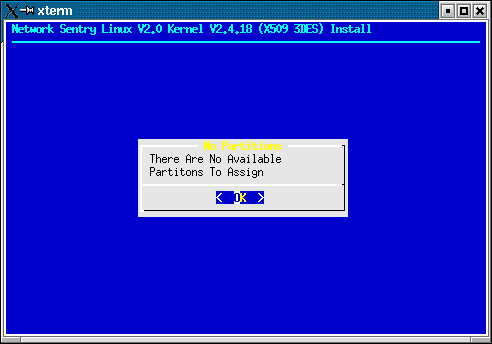 xterm
Network Sentry Linux V2.0 Kernel V2.4.18 (X509 3DES) Install
No Partitions
There Are No Available
Partitons To Assign
< OK >